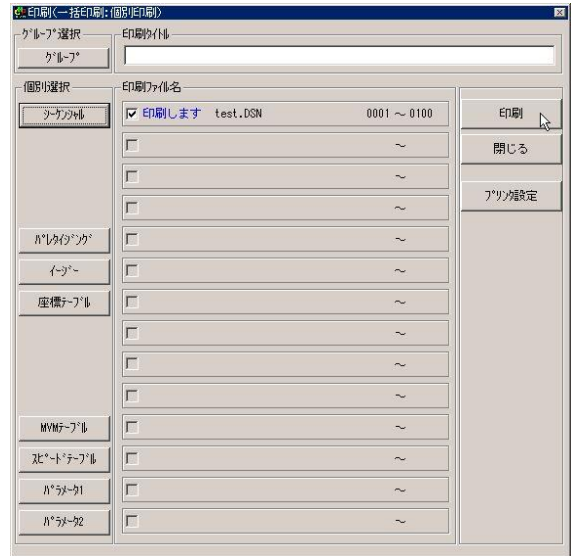 印刷(一括印刷:個別印刷)
ｸﾞﾙｰﾌﾟ選択
印刷ﾀｲﾄﾙ
ｸﾞﾙｰﾌﾟ
個別選択
印刷ﾌｧｲﾙ名
ｼｰｹﾝｼｬﾙ
印刷します test.DSN 0001 ～ 0100
印刷
～
閉じる
～
～
ﾌﾟﾘﾝﾀ設定
ﾊﾟﾚﾀｲｼﾞﾝｸﾞ
～
ｲｰｼﾞｰ
～
座標ﾃｰﾌﾞﾙ
～
～
～
～
MVMﾃｰﾌﾞﾙ
～
ｽﾋﾟｰﾄﾞﾃｰﾌﾞﾙ
～
ﾊﾟﾗﾒｰﾀ1
～
ﾊﾟﾗﾒｰﾀ2
～